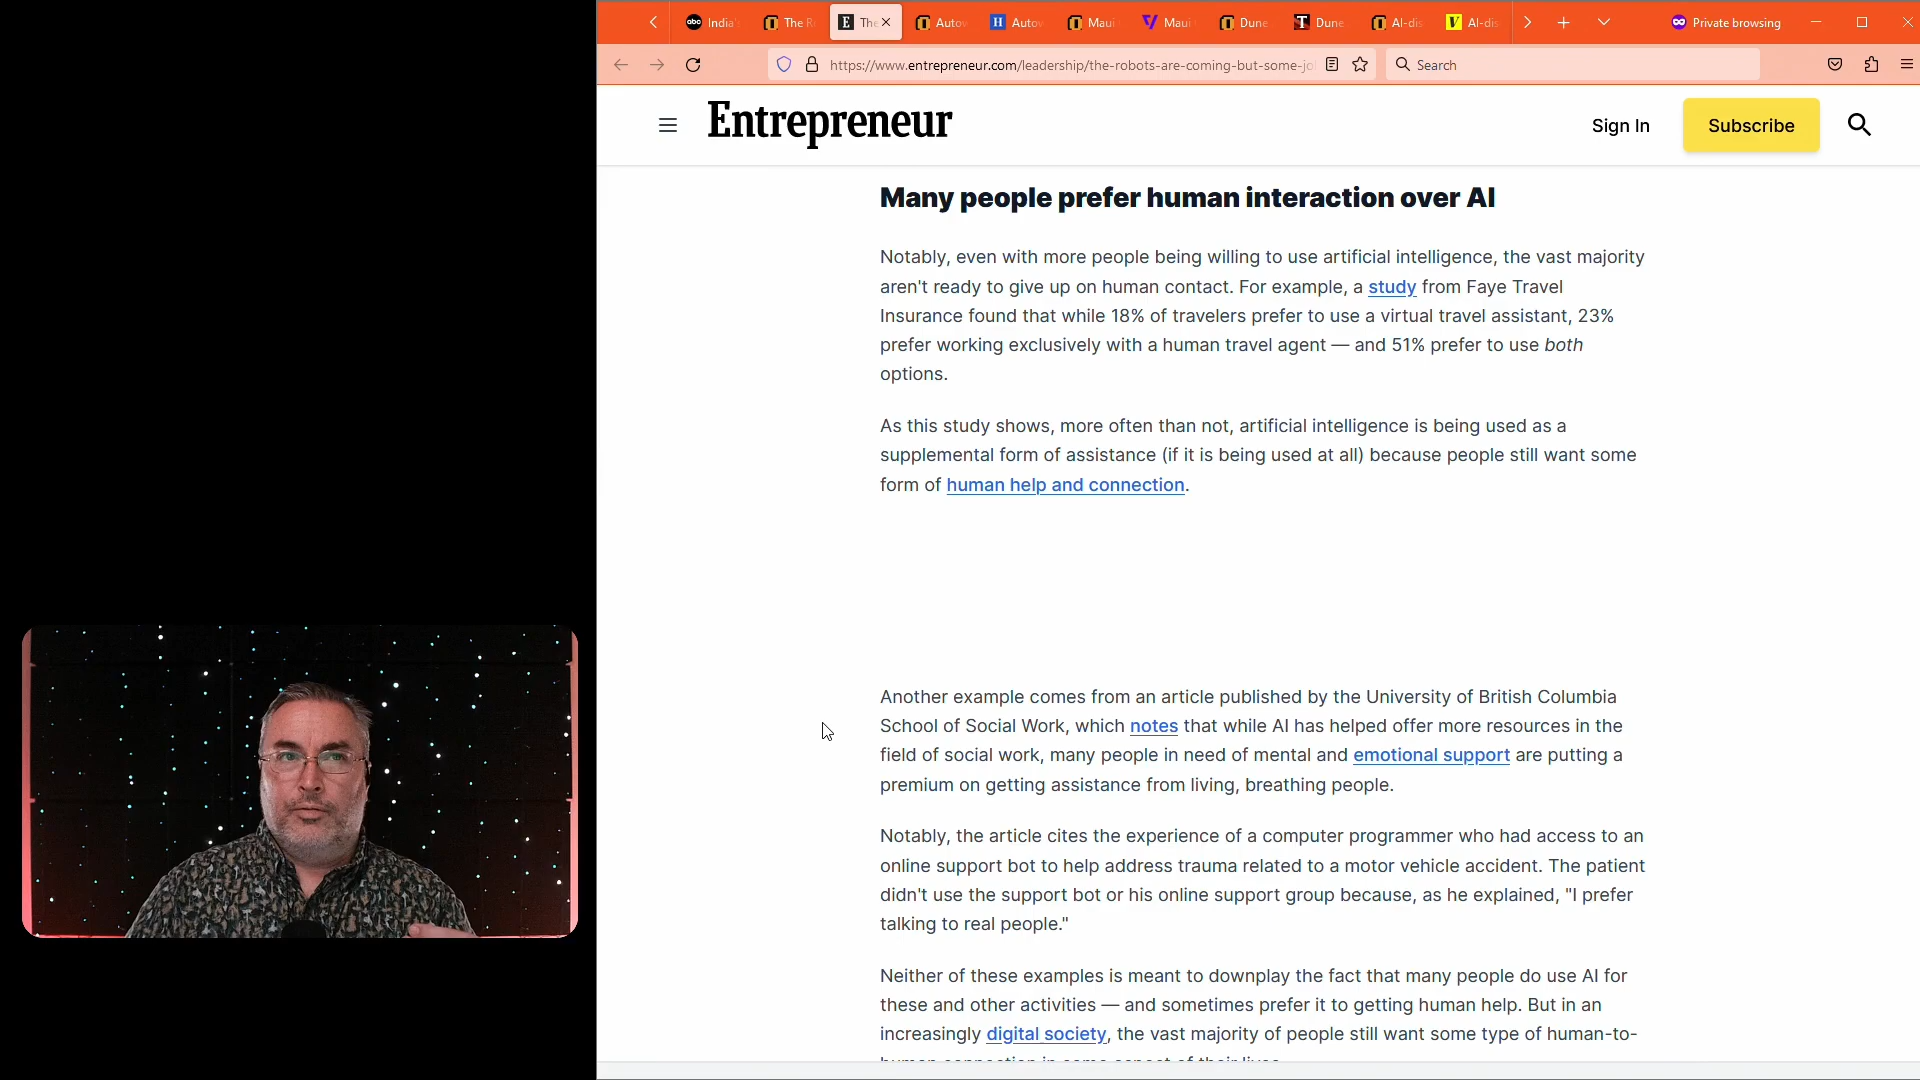 abc India
The R
E The
Autov
H Autov
Maui
Maui
Dune
T Dune
AI-dis
V AI-dis
Private browsing
https://www.entrepreneur.com/leadership/the-robots-are-coming-but-some-jo
Search
Entrepreneur
Sign In
Subscribe
Many people prefer human interaction over AI
Notably, even with more people being willing to use artificial intelligence, the vast majority
aren't ready to give up on human contact. For example, a study from Faye Travel
Insurance found that while 18% of travelers prefer to use a virtual travel assistant, 23%
prefer working exclusively with a human travel agent — and 51% prefer to use both
options.
As this study shows, more often than not, artificial intelligence is being used as a
supplemental form of assistance (if it is being used at all) because people still want some
form of human help and connection.
Another example comes from an article published by the University of British Columbia
School of Social Work, which notes that while AI has helped offer more resources in the
field of social work, many people in need of mental and emotional support are putting a
premium on getting assistance from living, breathing people.
Notably, the article cites the experience of a computer programmer who had access to an
online support bot to help address trauma related to a motor vehicle accident. The patient
didn't use the support bot or his online support group because, as he explained, "I prefer
talking to real people."
Neither of these examples is meant to downplay the fact that many people do use AI for
these and other activities — and sometimes prefer it to getting human help. But in an
increasingly digital society, the vast majority of people still want some type of human-to-
human connection in some aspect of their lives.